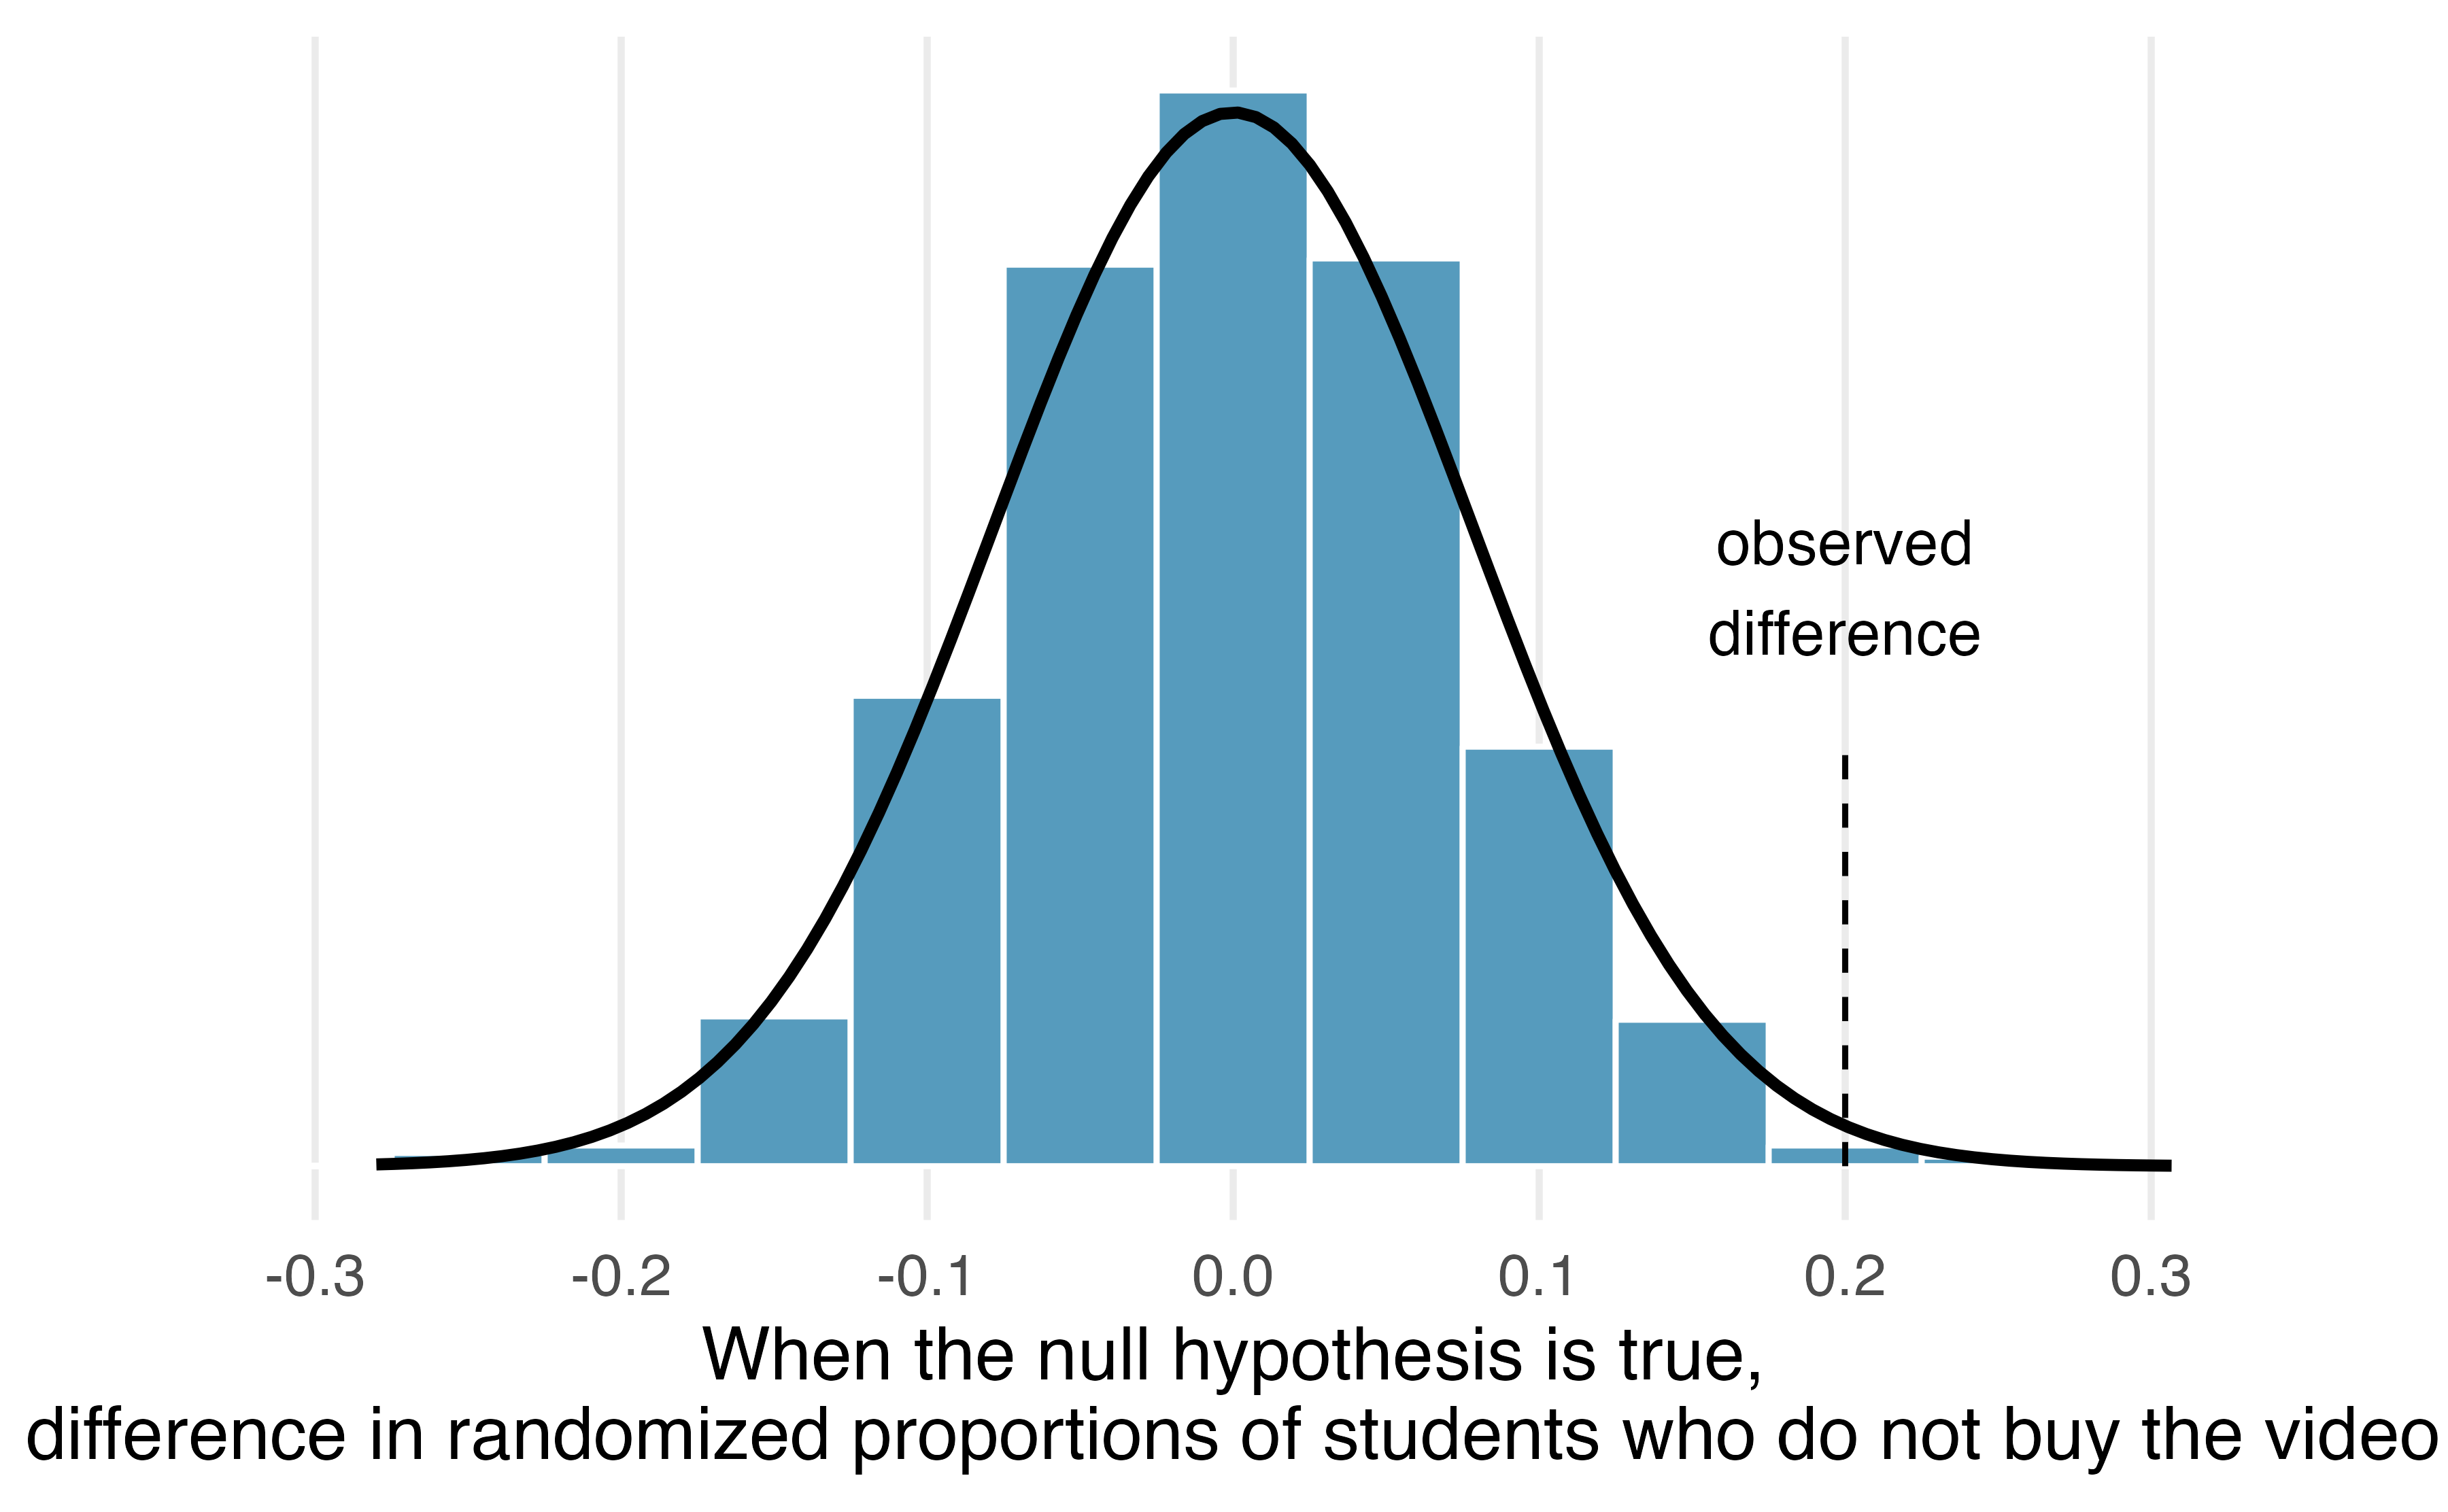 observed
difference
-0.3 -0.2 -0.1 0.0 0.1 0.2 0.3
When the null hypothesis is true,
difference in randomized proportions of students who do not buy the video